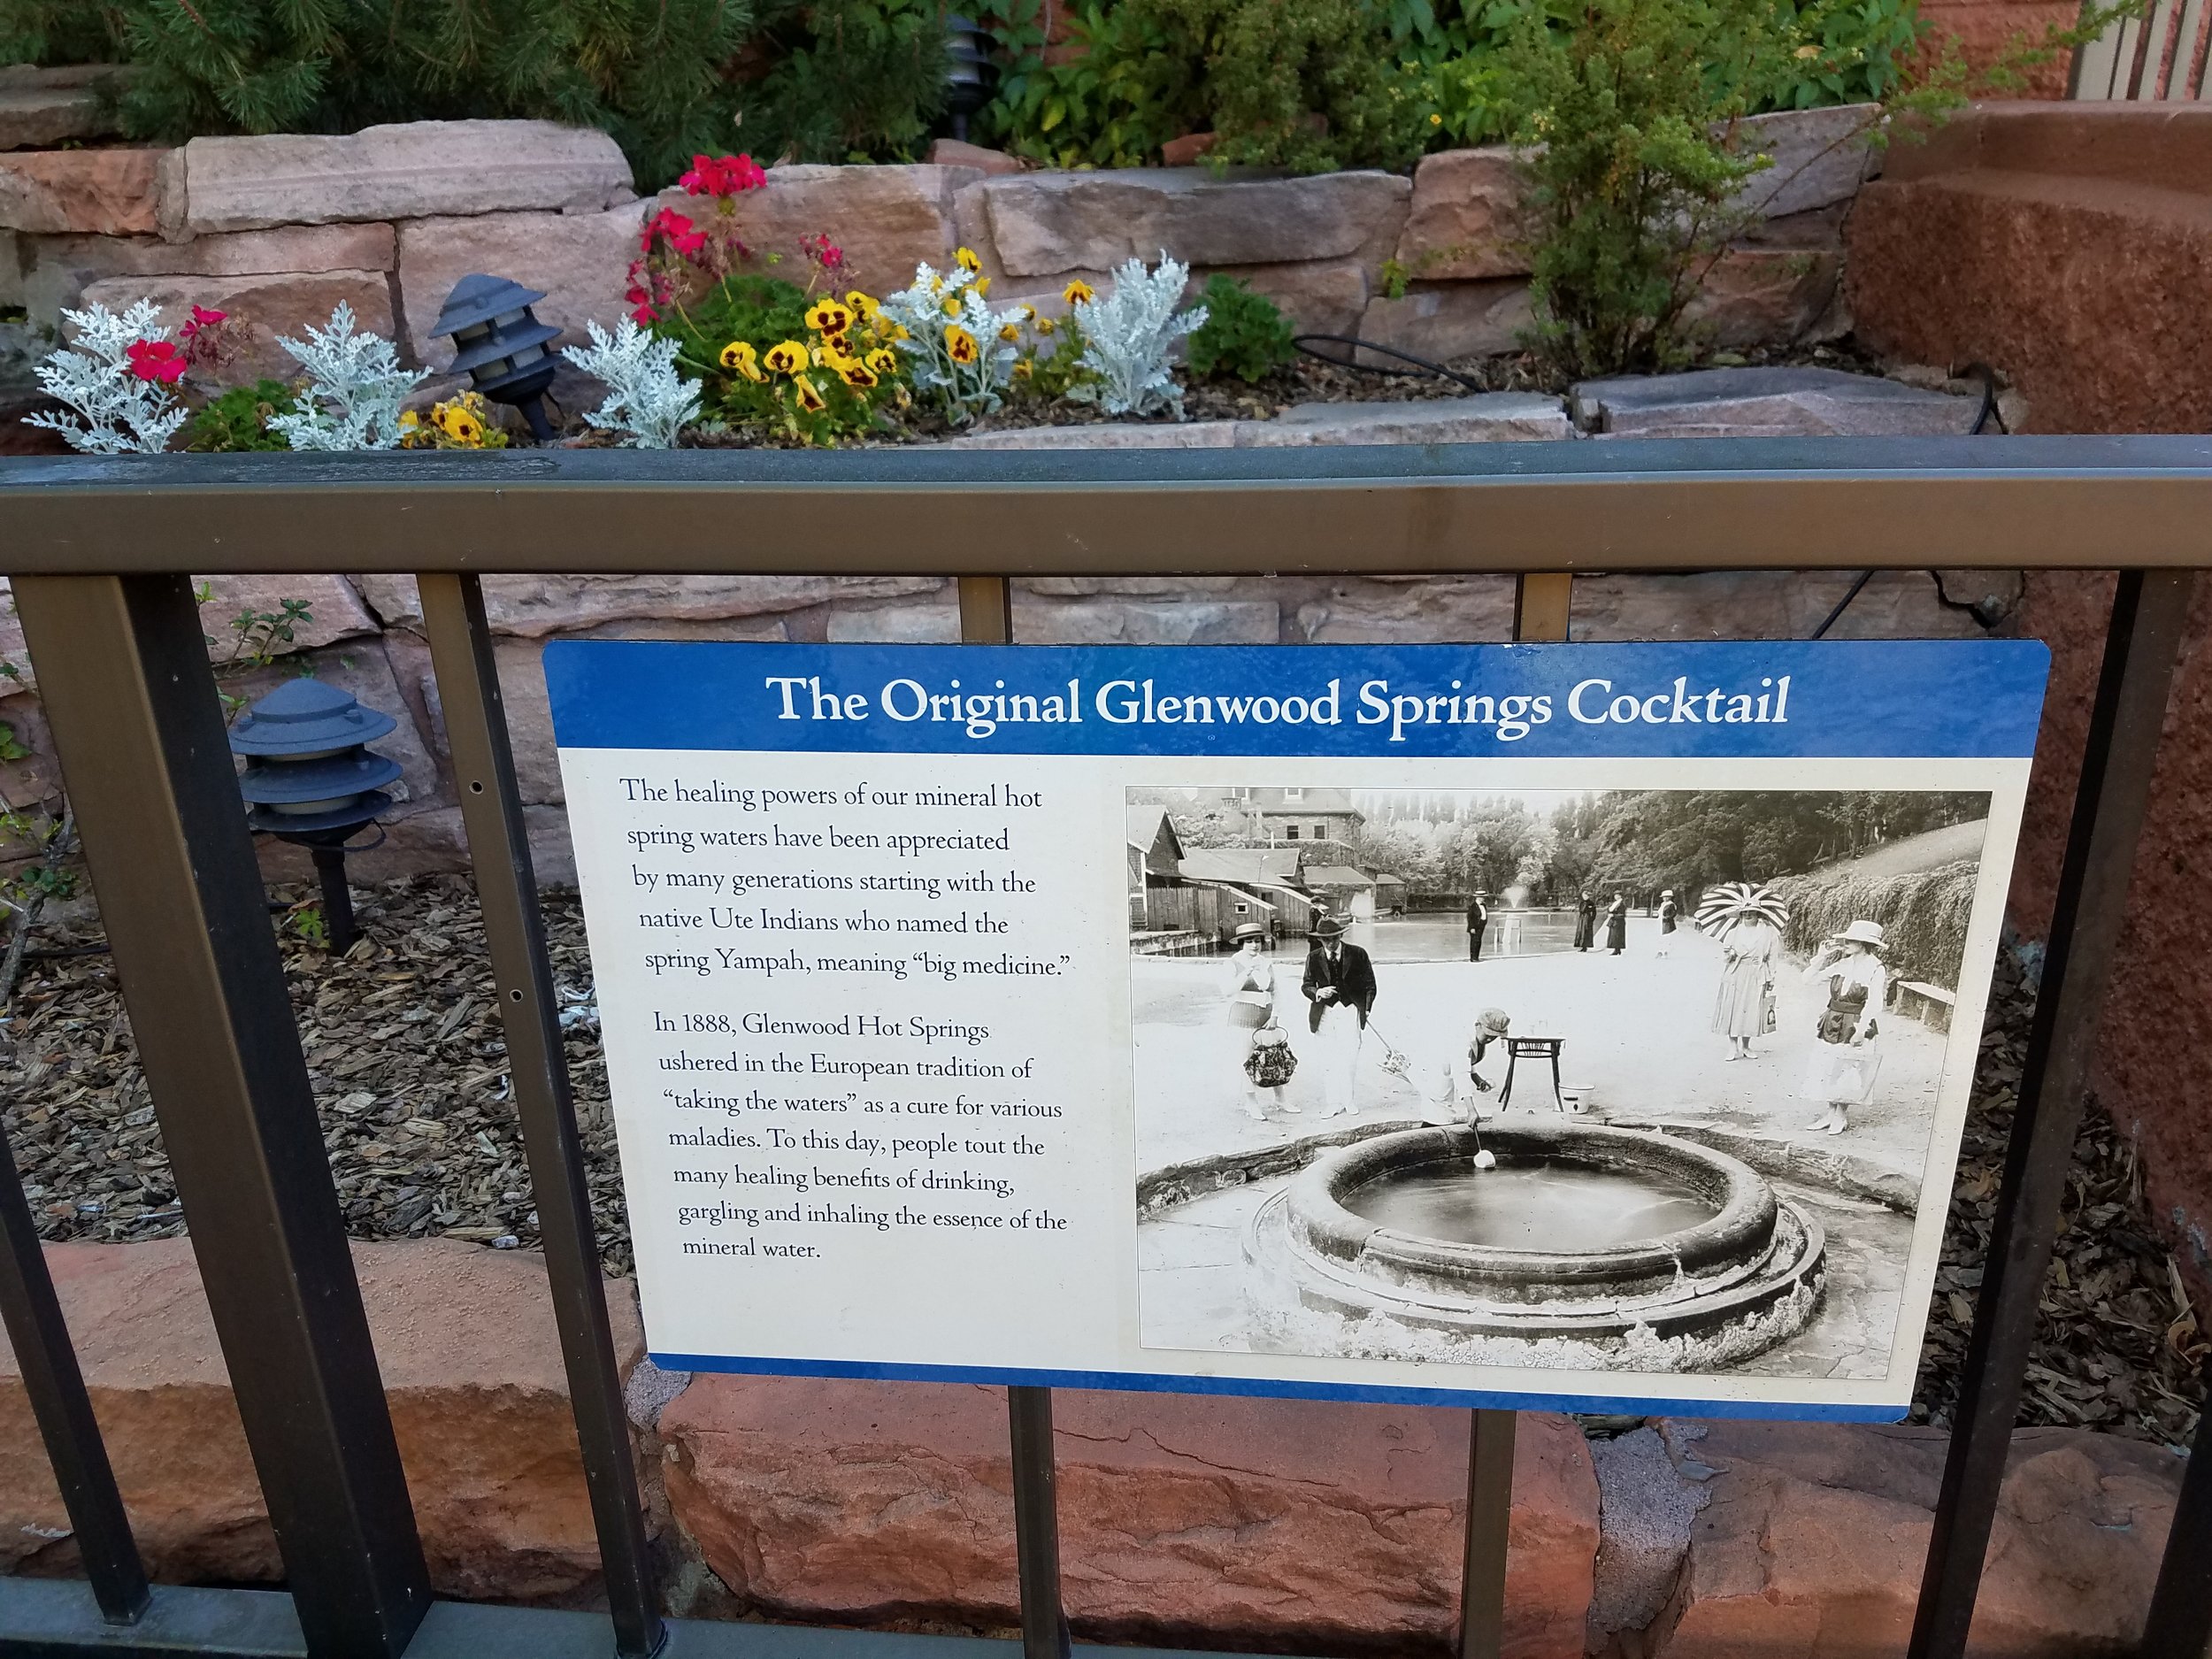 The Original Glenwood Springs Cocktail
The healing powers of our mineral hot
spring waters have been appreciated
by many generations starting with the
native Ute Indians who named the
spring Yampah, meaning “big medicine.”
In 1888, Glenwood Hot Springs
ushered in the European tradition of
“taking the waters” as a cure for various
maladies. To this day, people tout the
many healing benefits of drinking,
gargling and inhaling the essence of the
mineral water.